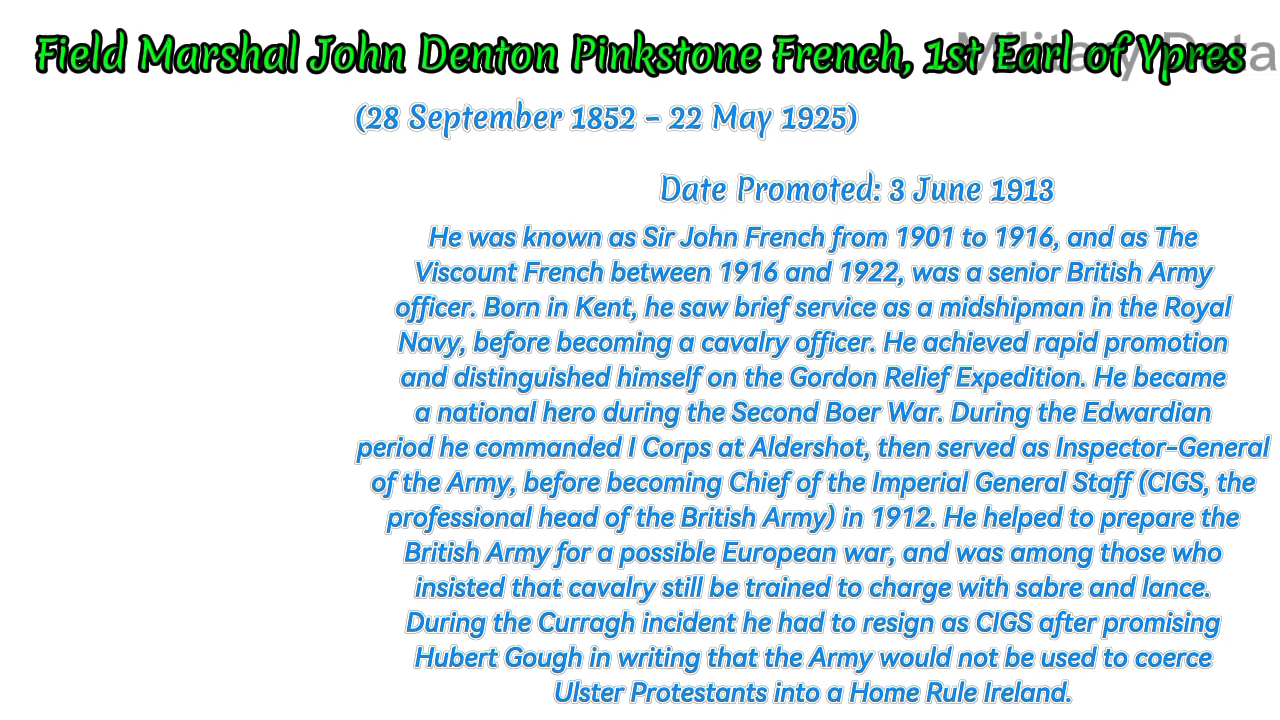 Field Marshal John Denton Pinkstone French, 1st Earl of Ypres
Military Data
(28 September 1852 – 22 May 1925)
Date Promoted: 3 June 1913
He was known as Sir John French from 1901 to 1916, and as The
Viscount French between 1916 and 1922, was a senior British Army
officer. Born in Kent, he saw brief service as a midshipman in the Royal
Navy, before becoming a cavalry officer. He achieved rapid promotion
and distinguished himself on the Gordon Relief Expedition. He became
a national hero during the Second Boer War. During the Edwardian
period he commanded I Corps at Aldershot, then served as Inspector-General
of the Army, before becoming Chief of the Imperial General Staff (CIGS, the
professional head of the British Army) in 1912. He helped to prepare the
British Army for a possible European war, and was among those who
insisted that cavalry still be trained to charge with sabre and lance.
During the Curragh incident he had to resign as CIGS after promising
Hubert Gough in writing that the Army would not be used to coerce
Ulster Protestants into a Home Rule Ireland.